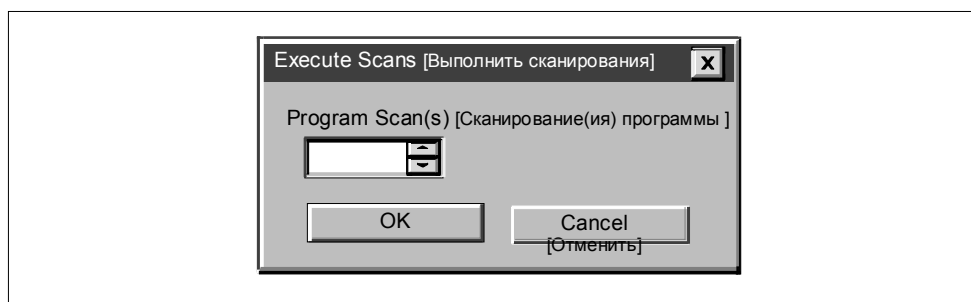 Execute Scans [Выполнить сканирования]
X
Program Scan(s) [Сканирование(ия) программы ]
OK
Cancel
[Отменить]